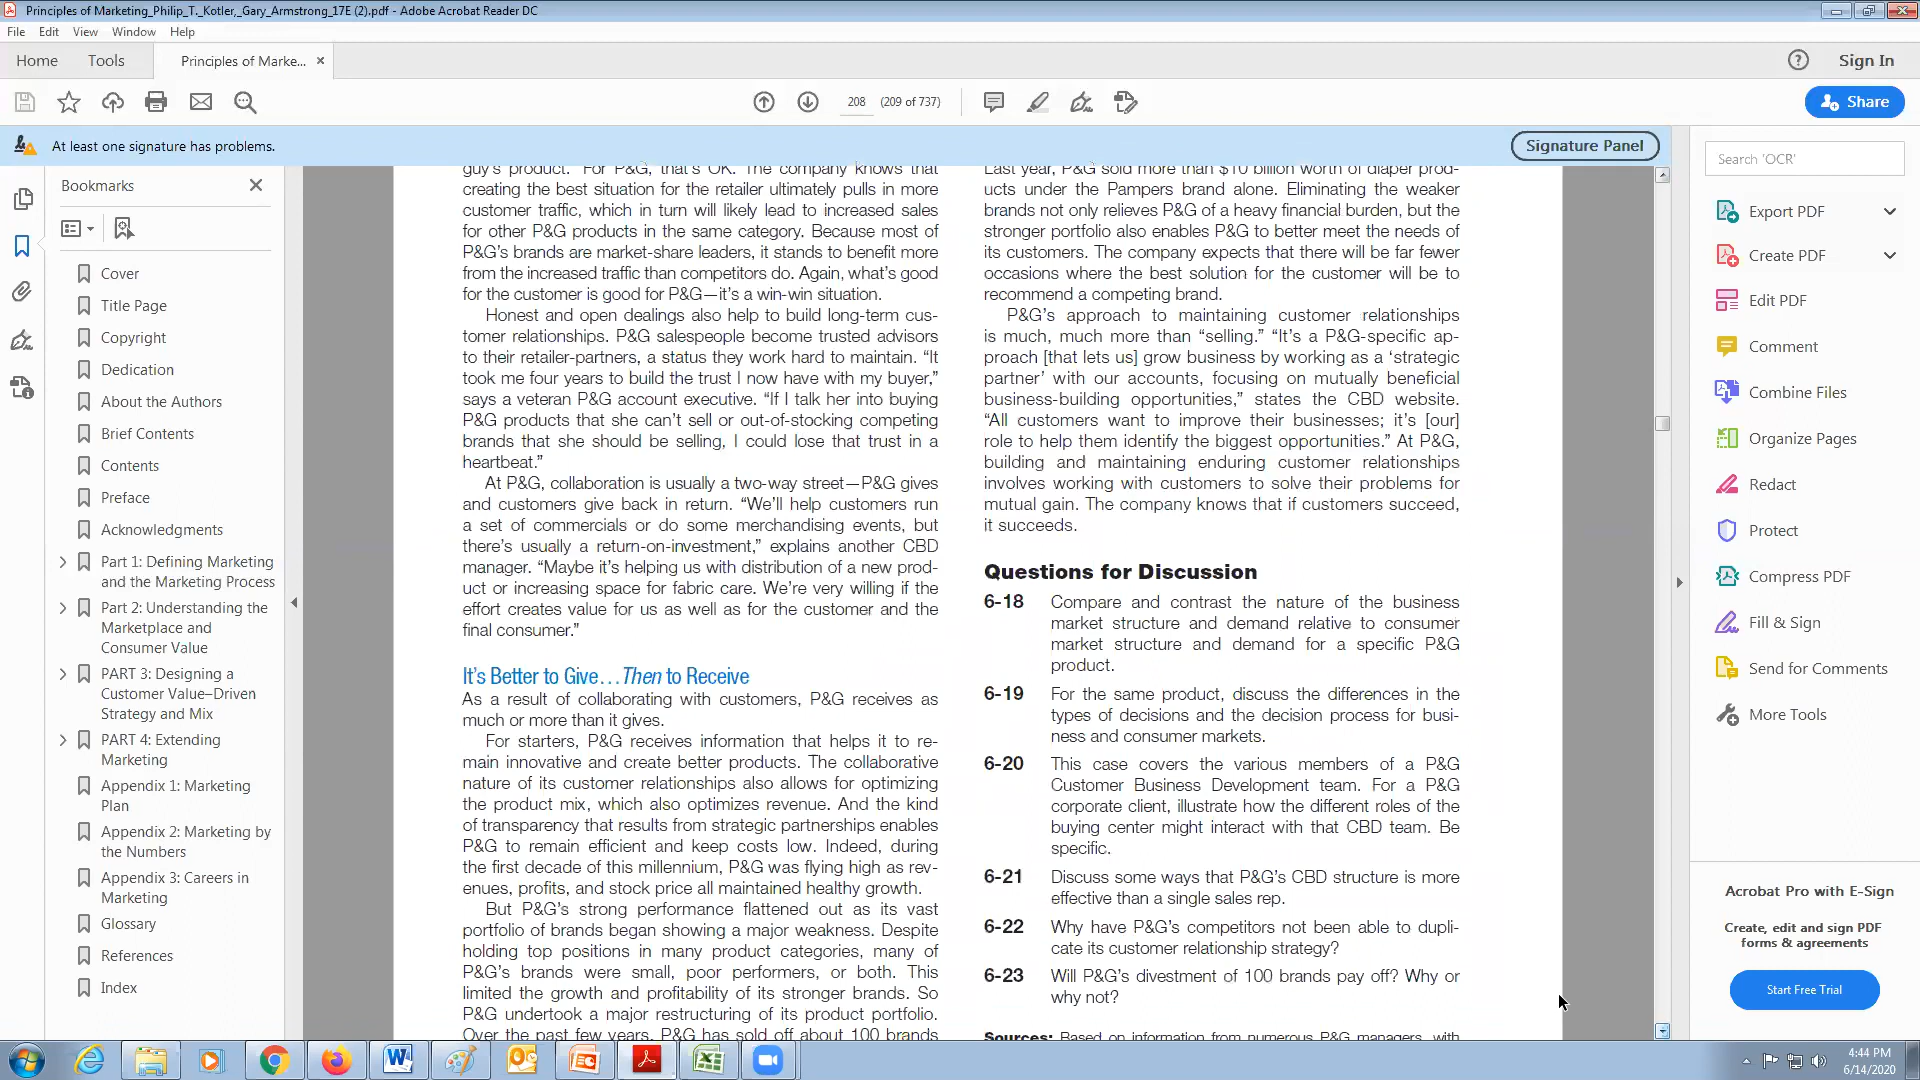 Principles of Marketing_Philip_T._Kotler,_Gary_Armstrong_17E (2).pdf - Adobe Acrobat Reader DC
File Edit View Window Help
Home Tools Principles of Marke... × Sign In
208 (209 of 737) Share
At least one signature has problems. Signature Panel
Bookmarks
Cover
Title Page
Copyright
Dedication
About the Authors
Brief Contents
Contents
Preface
Acknowledgments
Part 1: Defining Marketing
and the Marketing Process
Part 2: Understanding the
Marketplace and
Consumer Value
PART 3: Designing a
Customer Value–Driven
Strategy and Mix
PART 4: Extending
Marketing
Appendix 1: Marketing
Plan
Appendix 2: Marketing by
the Numbers
Appendix 3: Careers in
Marketing
Glossary
References
Index
guy's product." For P&G, that's OK. The company knows that
creating the best situation for the retailer ultimately pulls in more
customer traffic, which in turn will likely lead to increased sales
for other P&G products in the same category. Because most of
P&G's brands are market-share leaders, it stands to benefit more
from the increased traffic than competitors do. Again, what's good
for the customer is good for P&G—it's a win-win situation.
Honest and open dealings also help to build long-term cus-
tomer relationships. P&G salespeople become trusted advisors
to their retailer-partners, a status they work hard to maintain. “It
took me four years to build the trust I now have with my buyer,”
says a veteran P&G account executive. “If I talk her into buying
P&G products that she can't sell or out-of-stocking competing
brands that she should be selling, I could lose that trust in a
heartbeat.”
At P&G, collaboration is usually a two-way street—P&G gives
and customers give back in return. “We'll help customers run
a set of commercials or do some merchandising events, but
there's usually a return-on-investment,” explains another CBD
manager. “Maybe it's helping us with distribution of a new prod-
uct or increasing space for fabric care. We're very willing if the
effort creates value for us as well as for the customer and the
final consumer.”
It's Better to Give…Then to Receive
As a result of collaborating with customers, P&G receives as
much or more than it gives.
For starters, P&G receives information that helps it to re-
main innovative and create better products. The collaborative
nature of its customer relationships also allows for optimizing
the product mix, which also optimizes revenue. And the kind
of transparency that results from strategic partnerships enables
P&G to remain efficient and keep costs low. Indeed, during
the first decade of this millennium, P&G was flying high as rev-
enues, profits, and stock price all maintained healthy growth.
But P&G's strong performance flattened out as its vast
portfolio of brands began showing a major weakness. Despite
holding top positions in many product categories, many of
P&G's brands were small, poor performers, or both. This
limited the growth and profitability of its stronger brands. So
P&G undertook a major restructuring of its product portfolio.
Over the past few years, P&G has sold off about 100 brands
Last year, P&G sold more than $10 billion worth of diaper prod-
ucts under the Pampers brand alone. Eliminating the weaker
brands not only relieves P&G of a heavy financial burden, but the
stronger portfolio also enables P&G to better meet the needs of
its customers. The company expects that there will be far fewer
occasions where the best solution for the customer will be to
recommend a competing brand.
P&G's approach to maintaining customer relationships
is much, much more than “selling.” “It's a P&G-specific ap-
proach [that lets us] grow business by working as a ‘strategic
partner’ with our accounts, focusing on mutually beneficial
business-building opportunities,” states the CBD website.
“All customers want to improve their businesses; it's [our]
role to help them identify the biggest opportunities.” At P&G,
building and maintaining enduring customer relationships
involves working with customers to solve their problems for
mutual gain. The company knows that if customers succeed,
it succeeds.
Questions for Discussion
6-18 Compare and contrast the nature of the business
market structure and demand relative to consumer
market structure and demand for a specific P&G
product.
6-19 For the same product, discuss the differences in the
types of decisions and the decision process for busi-
ness and consumer markets.
6-20 This case covers the various members of a P&G
Customer Business Development team. For a P&G
corporate client, illustrate how the different roles of the
buying center might interact with that CBD team. Be
specific.
6-21 Discuss some ways that P&G's CBD structure is more
effective than a single sales rep.
6-22 Why have P&G's competitors not been able to dupli-
cate its customer relationship strategy?
6-23 Will P&G's divestment of 100 brands pay off? Why or
why not?
Sources: Based on information from numerous P&G managers, with
Search 'OCR'
Export PDF
Create PDF
Edit PDF
Comment
Combine Files
Organize Pages
Redact
Protect
Compress PDF
Fill & Sign
Send for Comments
More Tools
Acrobat Pro with E-Sign
Create, edit and sign PDF
forms & agreements
Start Free Trial
4:44 PM
6/14/2020